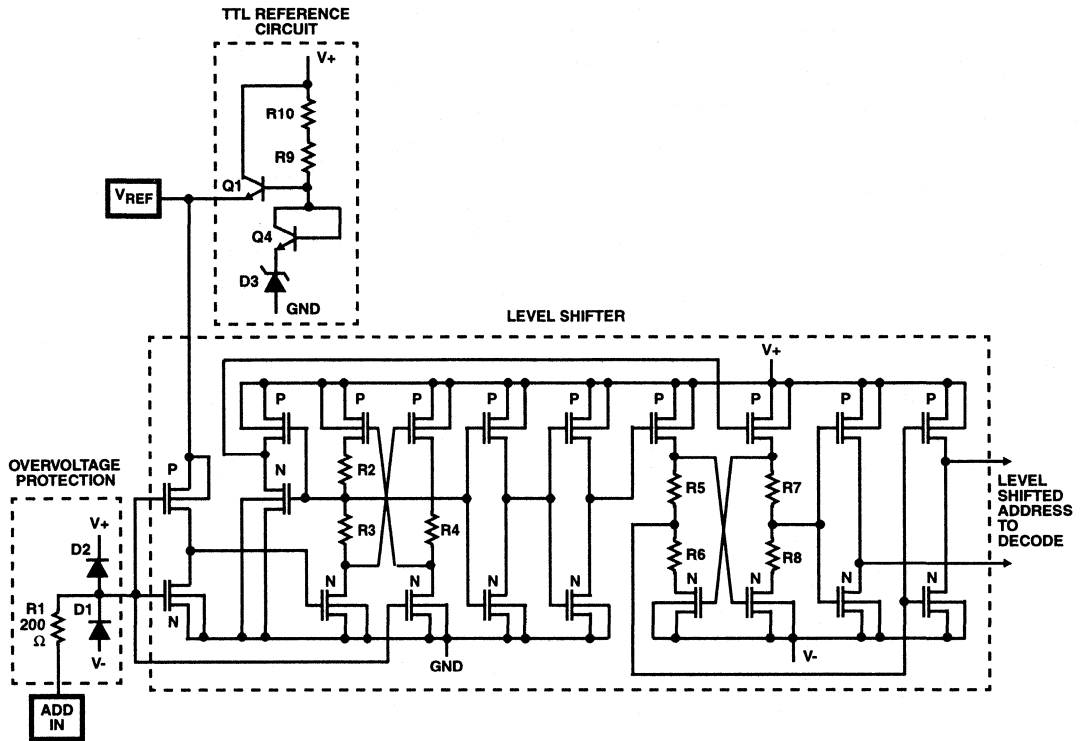 TTL REFERENCE
CIRCUIT
V+
R10
R9
Q1
VREF
Q4
D3
GND
LEVEL SHIFTER
V+
P
P
P
P
P
P
P
P
P
OVERVOLTAGE
PROTECTION
P
N
R2
R5
R7
LEVEL
SHIFTED
ADDRESS
TO
DECODE
V+
R3
R4
R6
R8
D2
N
N
N
N
N
N
N
N
R1
200
Ω
D1
N
V-
GND
V-
ADD
IN